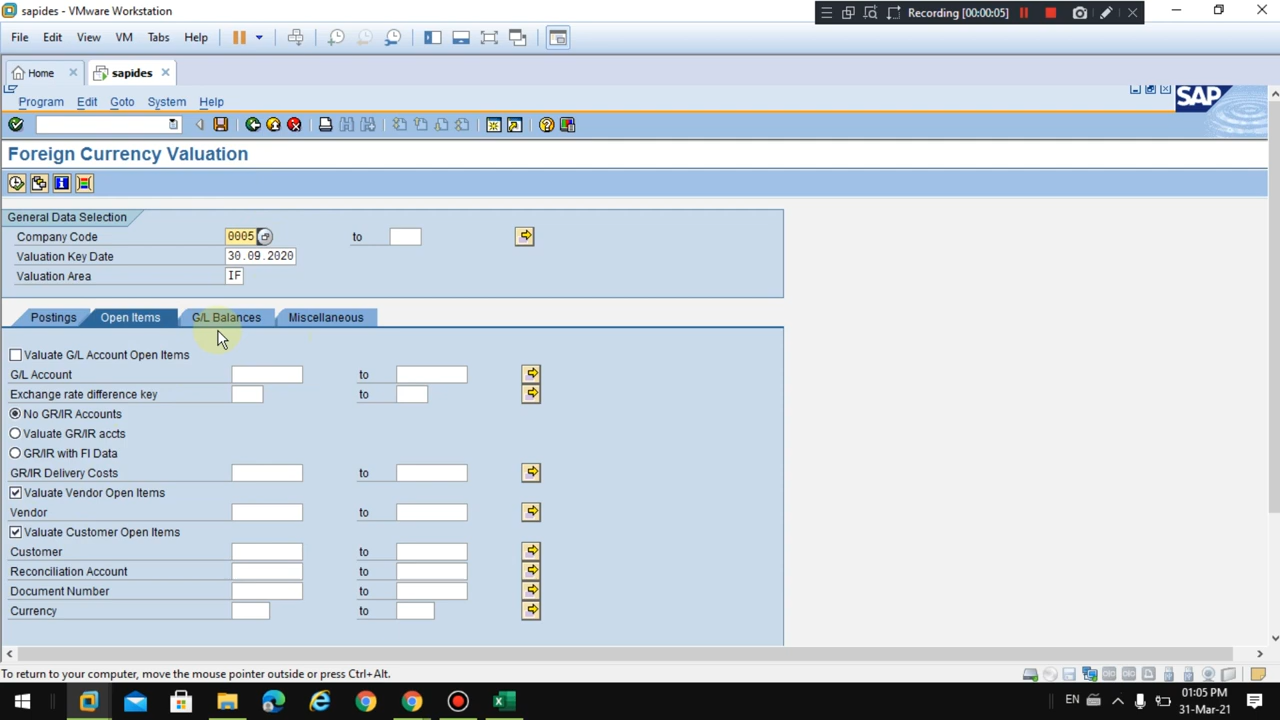 sapides - VMware Workstation
Recording [00:00:05]
File Edit View VM Tabs Help
Home sapides
Program Edit Goto System Help
SAP
Foreign Currency Valuation
General Data Selection
Company Code 0005 to
Valuation Key Date 30.09.2020
Valuation Area IF
Postings Open Items G/L Balances Miscellaneous
Valuate G/L Account Open Items
G/L Account to
Exchange rate difference key to
No GR/IR Accounts
Valuate GR/IR accts
GR/IR with FI Data
GR/IR Delivery Costs to
Valuate Vendor Open Items
Vendor to
Valuate Customer Open Items
Customer to
Reconciliation Account to
Document Number to
Currency to
To return to your computer, move the mouse pointer outside or press Ctrl+Alt.
EN 01:05 PM
31-Mar-21